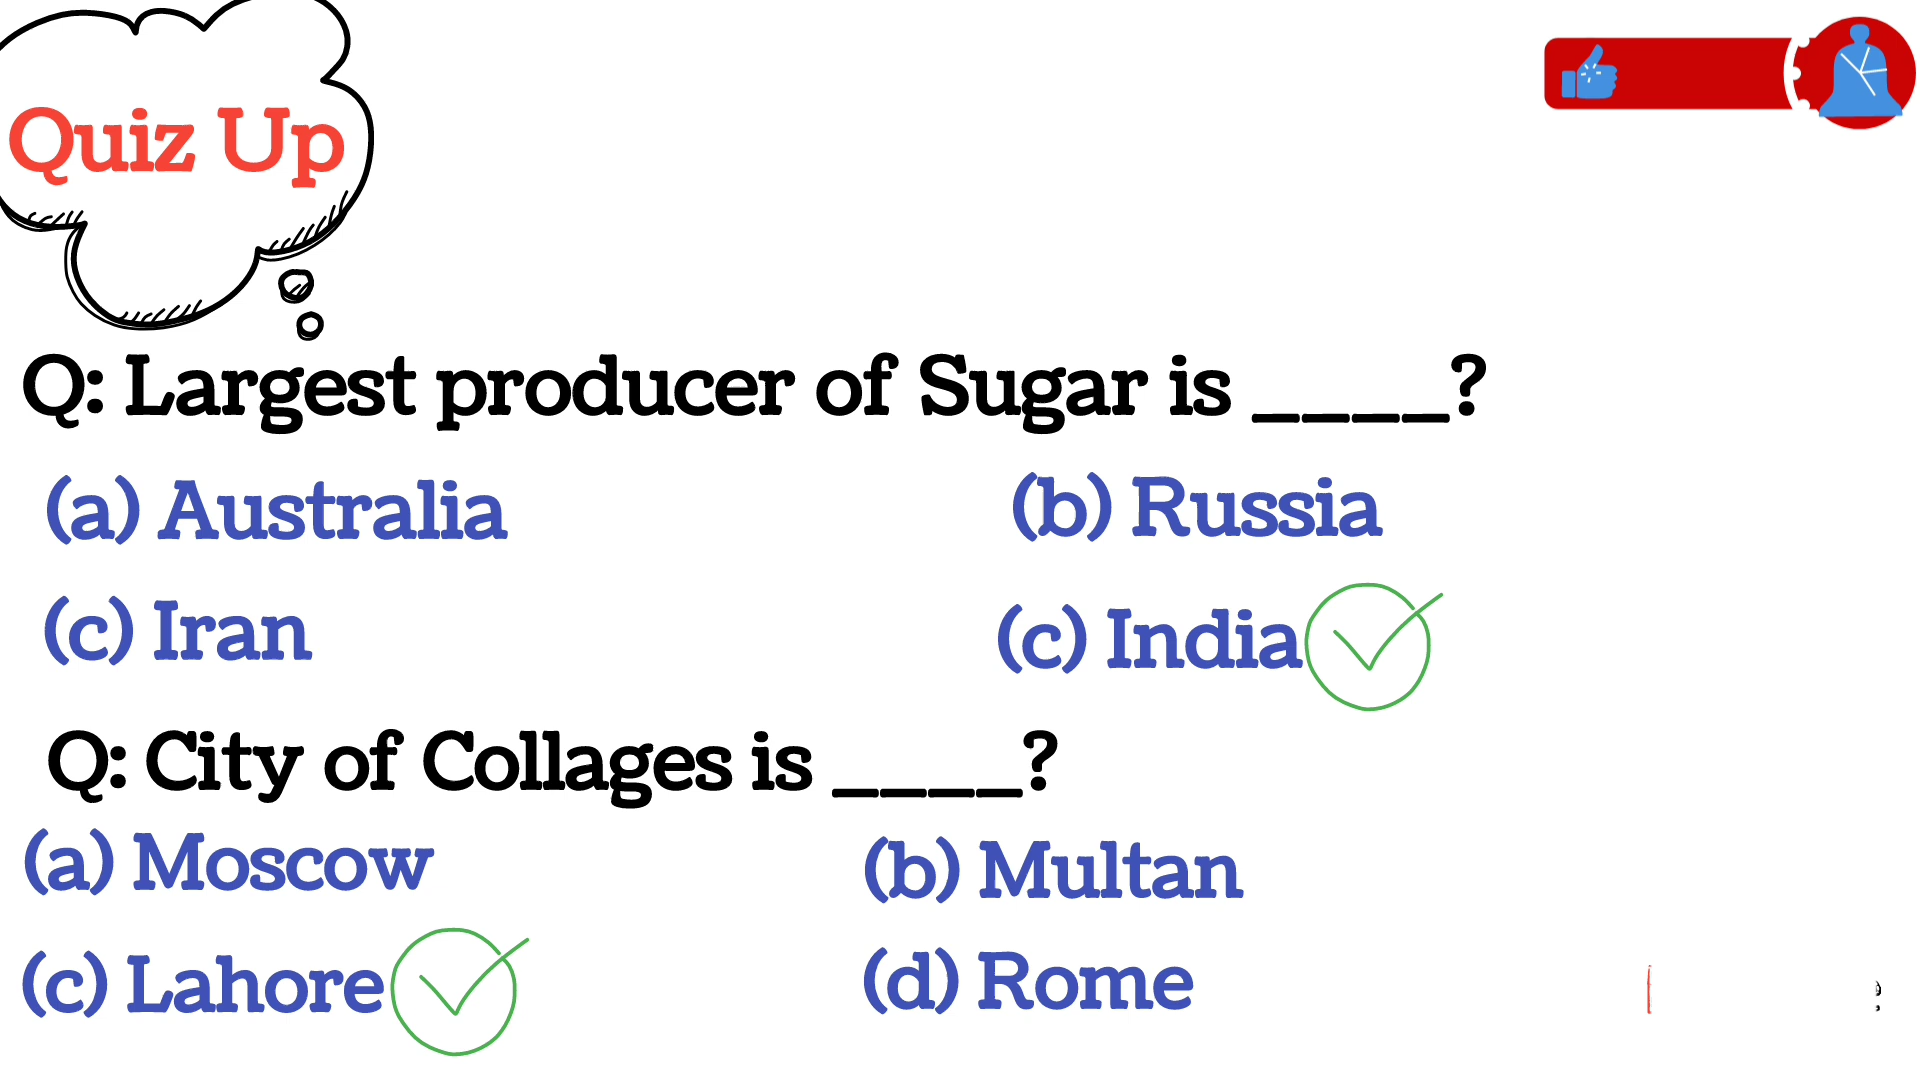 Quiz Up
Q: Largest producer of Sugar is ____?
(a) Australia
(b) Russia
(c) Iran
(c) India
Q: City of Collages is ____?
(a) Moscow
(b) Multan
(c) Lahore
(d) Rome